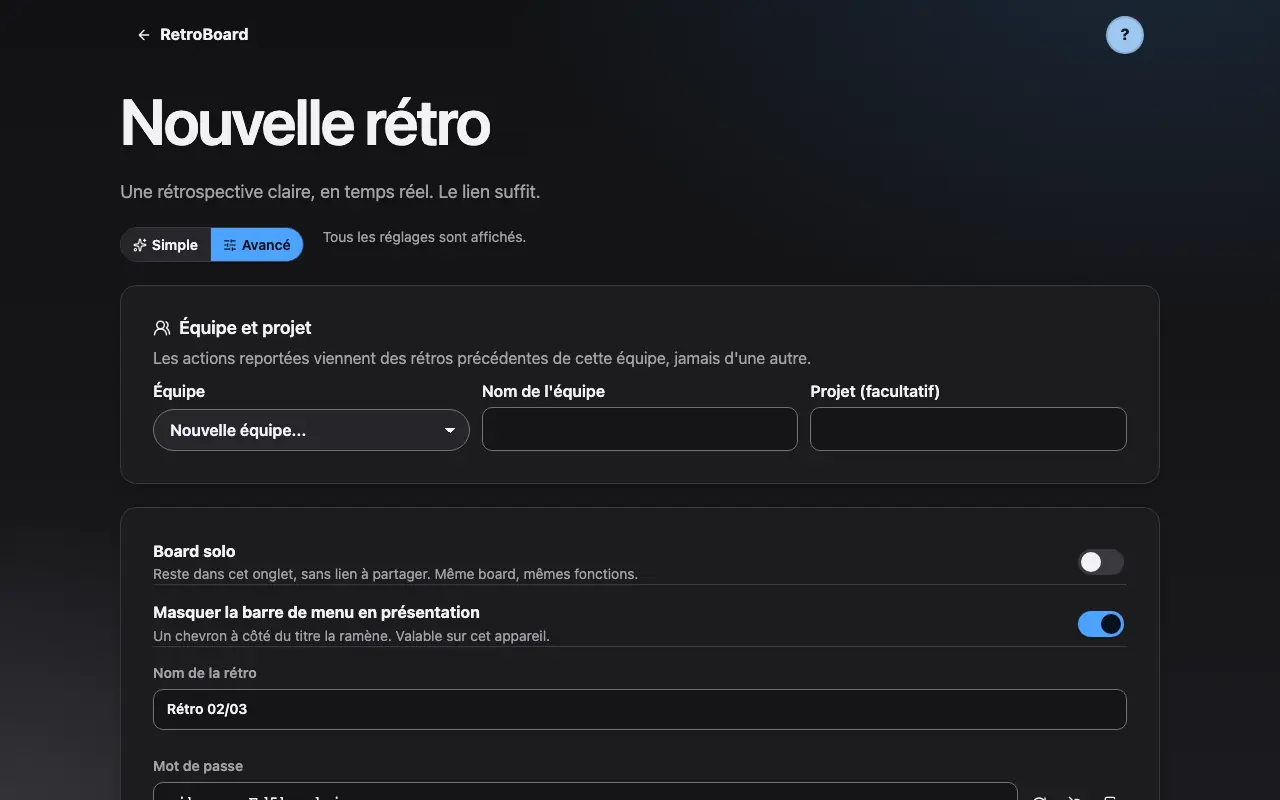 RetroBoard
?
Nouvelle rétro
Une rétrospective claire, en temps réel. Le lien suffit.
Simple
Avancé
Tous les réglages sont affichés.
Équipe et projet
Les actions reportées viennent des rétros précédentes de cette équipe, jamais d'une autre.
Équipe
Nom de l'équipe
Projet (facultatif)
Nouvelle équipe...
Board solo
Reste dans cet onglet, sans lien à partager. Même board, mêmes fonctions.
Masquer la barre de menu en présentation
Un chevron à côté du titre la ramène. Valable sur cet appareil.
Nom de la rétro
Rétro 02/03
Mot de passe